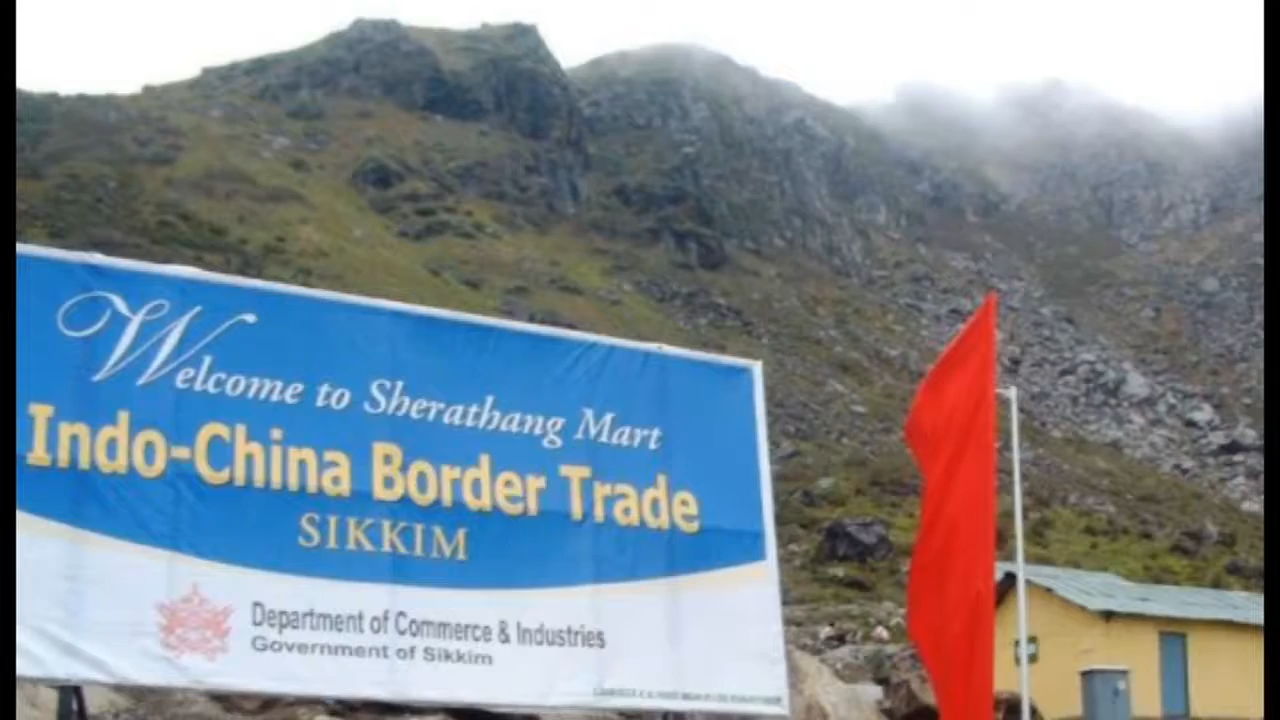 Welcome to Sherathang Mart
Indo-China Border Trade
SIKKIM
Department of Commerce & Industries
Government of Sikkim